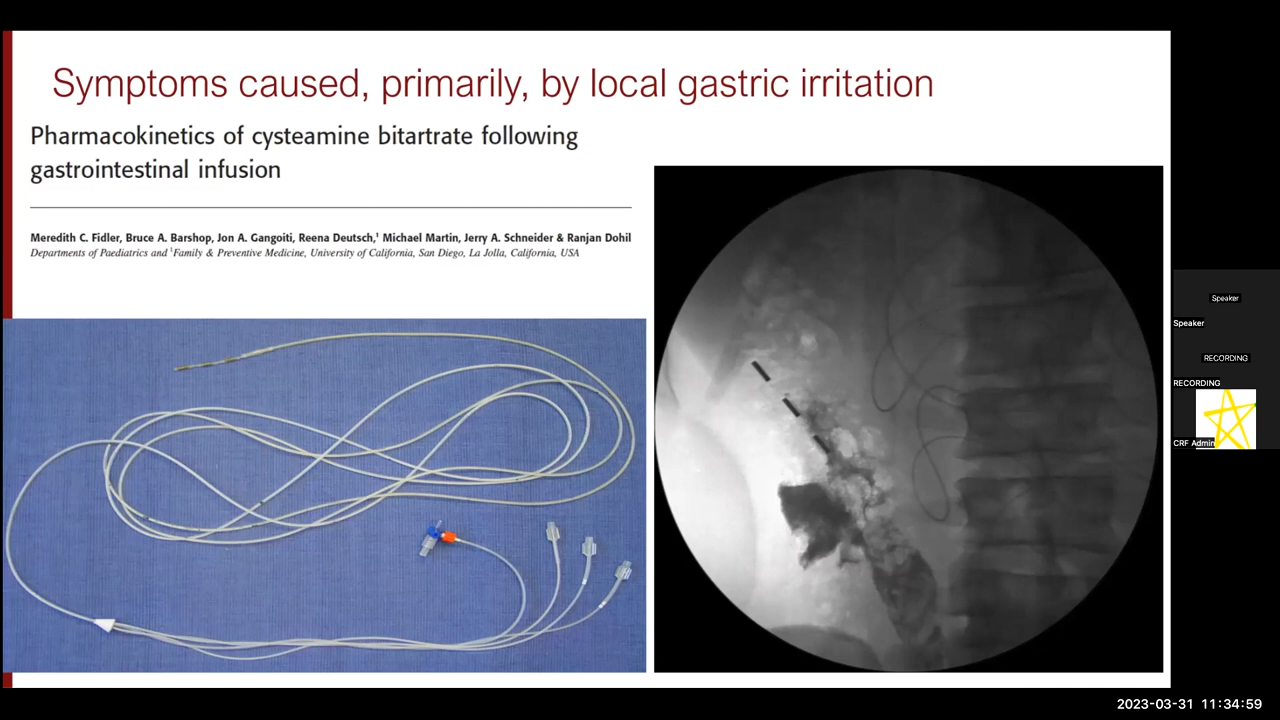 Symptoms caused, primarily, by local gastric irritation
Pharmacokinetics of cysteamine bitartrate following
gastrointestinal infusion
Meredith C. Fidler, Bruce A. Barshop, Jon A. Gangoiti, Reena Deutsch,¹ Michael Martin, Jerry A. Schneider & Ranjan Dohil
Departments of Paediatrics and ¹Family & Preventive Medicine, University of California, San Diego, La Jolla, California, USA
Speaker
Speaker
RECORDING
RECORDING
CRF Admin
2023-03-31 11:34:59